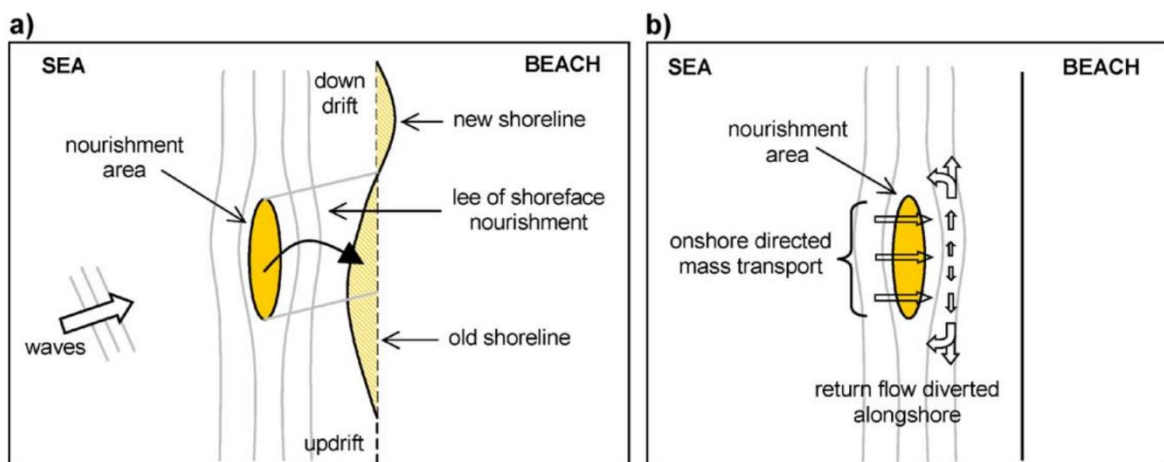 a)
SEA
BEACH
down
drift
new shoreline
nourishment
area
lee of shoreface
nourishment
waves
old shoreline
updrift
b)
SEA
BEACH
nourishment
area
onshore directed
mass transport
return flow diverted
alongshore